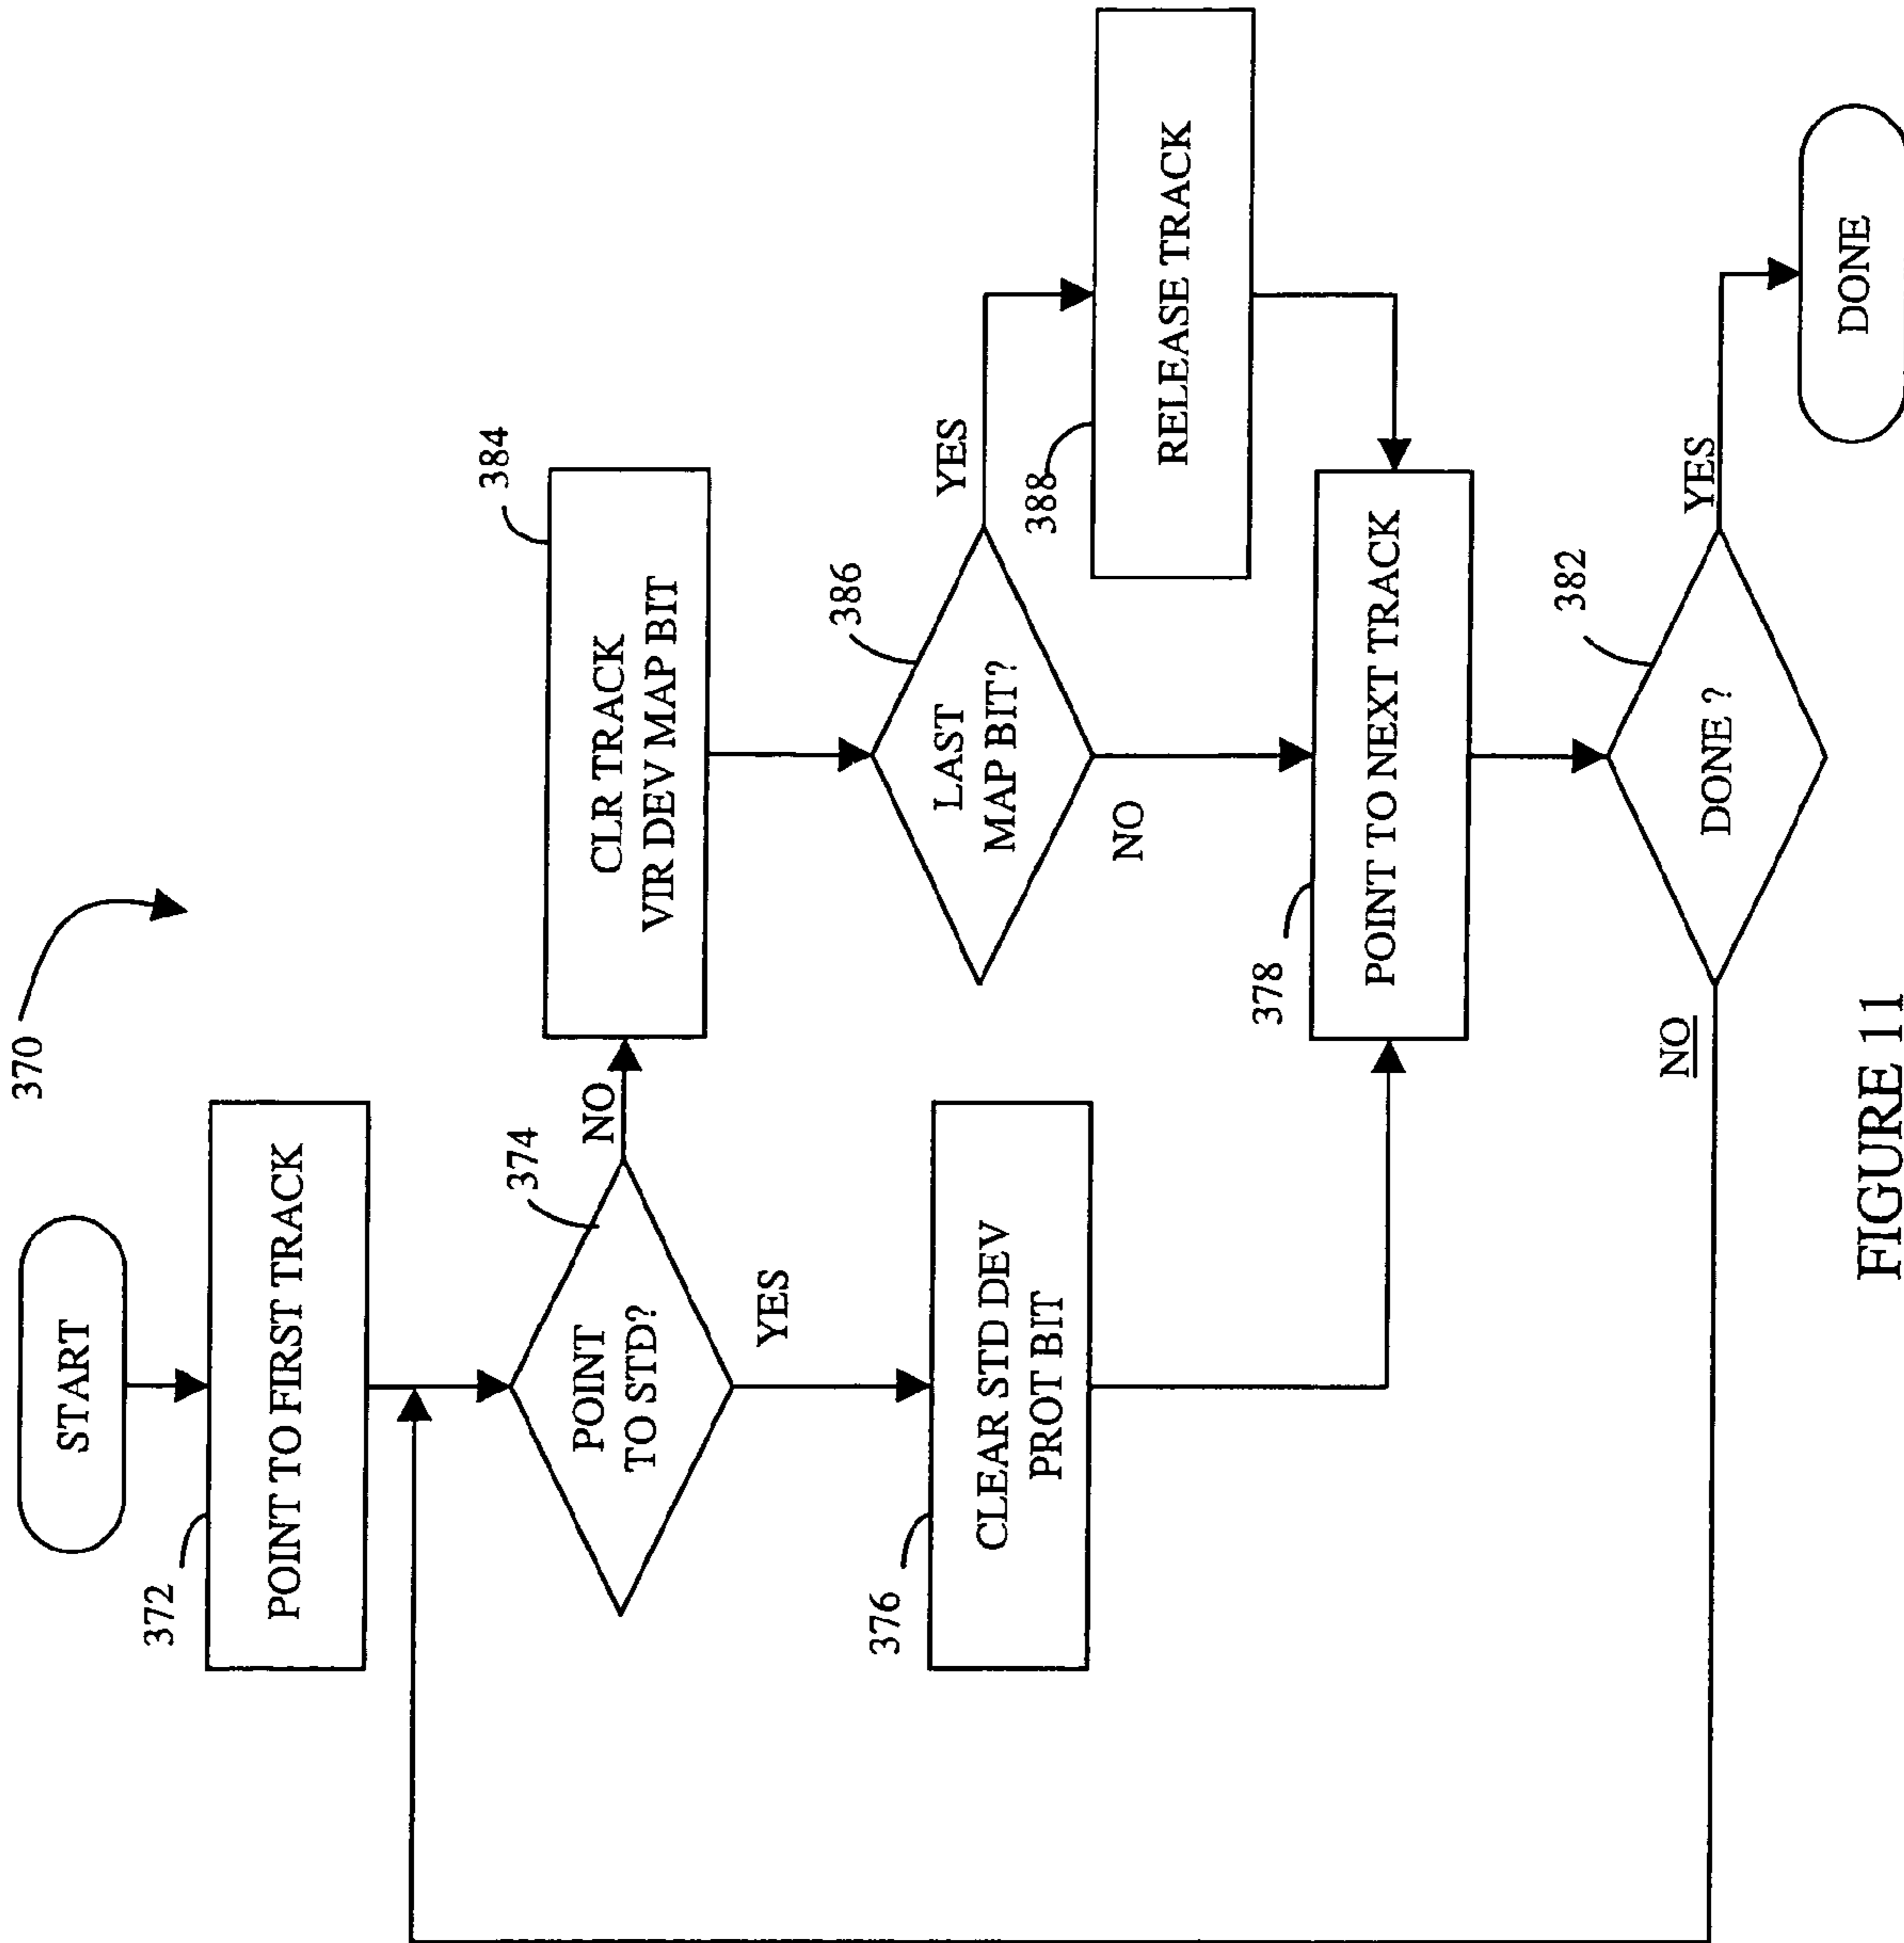 370
START
372
POINT TO FIRST TRACK
374
POINT
TO STD?
NO
YES
384
CLR TRACK
VIR DEV MAP BIT
376
CLEAR STD DEV
PROT BIT
386
LAST
MAP BIT?
YES
NO
388
RELEASE TRACK
378
POINT TO NEXT TRACK
382
DONE ?
NO
YES
DONE
FIGURE 11